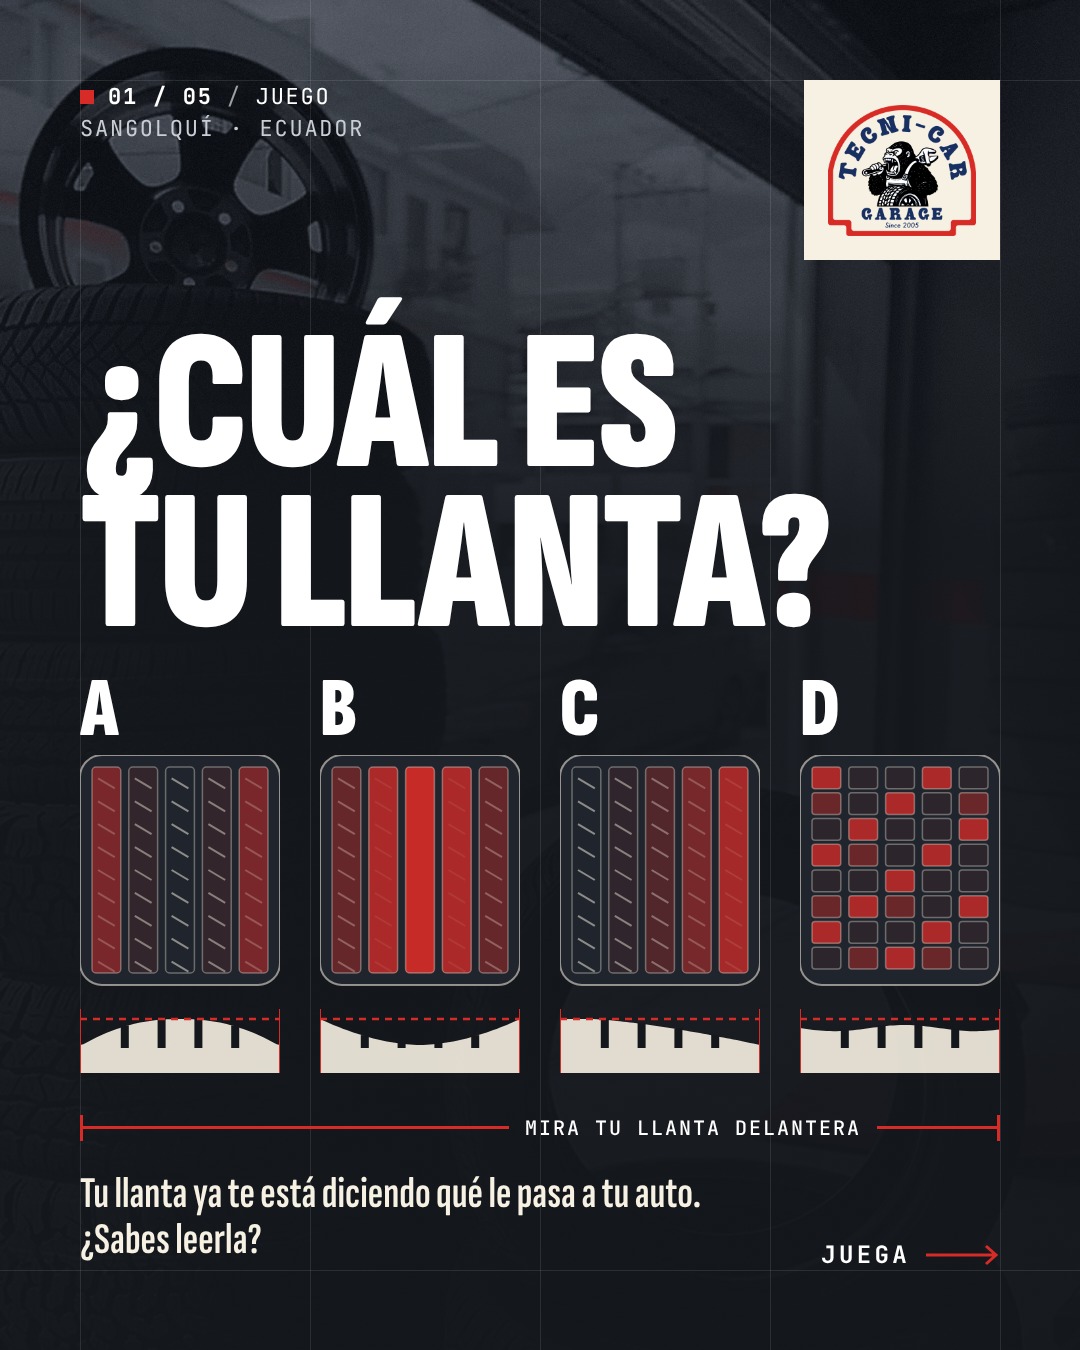 01 / 05 / JUEGO
SANGOLQUÍ · ECUADOR
TECNI-CAR
GARAGE
Since 2005
¿CUÁL ES
TU LLANTA?
A
B
C
D
MIRA TU LLANTA DELANTERA
Tu llanta ya te está diciendo qué le pasa a tu auto.
¿Sabes leerla?
JUEGA